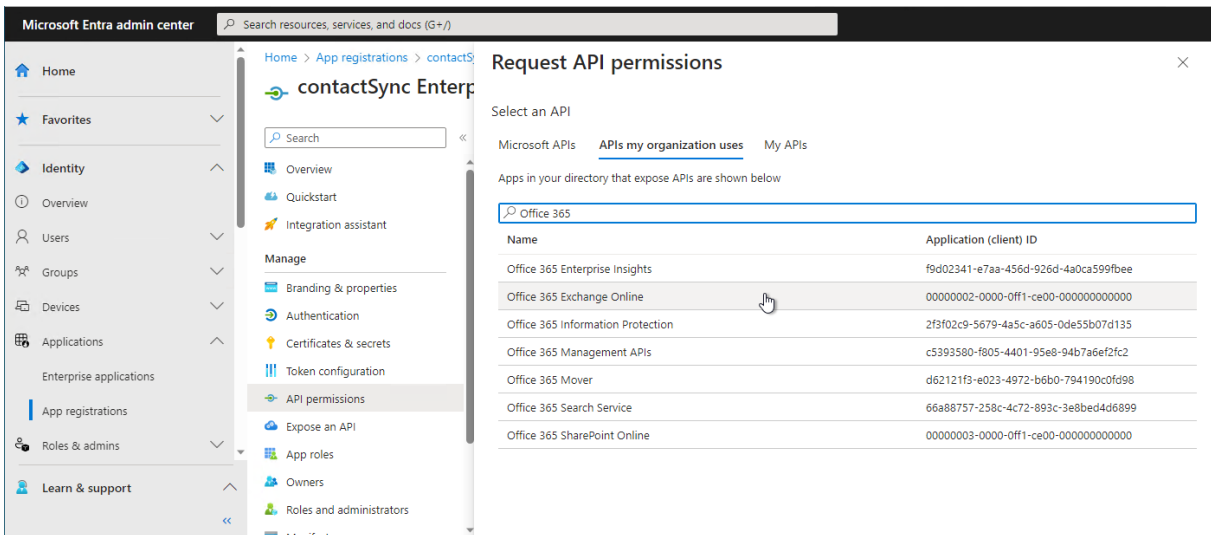 Microsoft Entra admin center
Search resources, services, and docs (G+/)
Home
Favorites
Identity
Overview
Users
Groups
Devices
Applications
Enterprise applications
App registrations
Roles & admins
Learn & support
Home > App registrations > contactS
contactSync Enterp
Search
Overview
Quickstart
Integration assistant
Manage
Branding & properties
Authentication
Certificates & secrets
Token configuration
API permissions
Expose an API
App roles
Owners
Roles and administrators
Request API permissions
Select an API
Microsoft APIs APIs my organization uses My APIs
Apps in your directory that expose APIs are shown below
Office 365
Name Application (client) ID
Office 365 Enterprise Insights f9d02341-e7aa-456d-926d-4a0ca599fbee
Office 365 Exchange Online 00000002-0000-0ff1-ce00-000000000000
Office 365 Information Protection 2f3f02c9-5679-4a5c-a605-0de55b07d135
Office 365 Management APIs c5393580-f805-4401-95e8-94b7a6ef2fc2
Office 365 Mover d62121f3-e023-4972-b6b0-794190c0fd98
Office 365 Search Service 66a88757-258c-4c72-893c-3e8bed4d6899
Office 365 SharePoint Online 00000003-0000-0ff1-ce00-000000000000